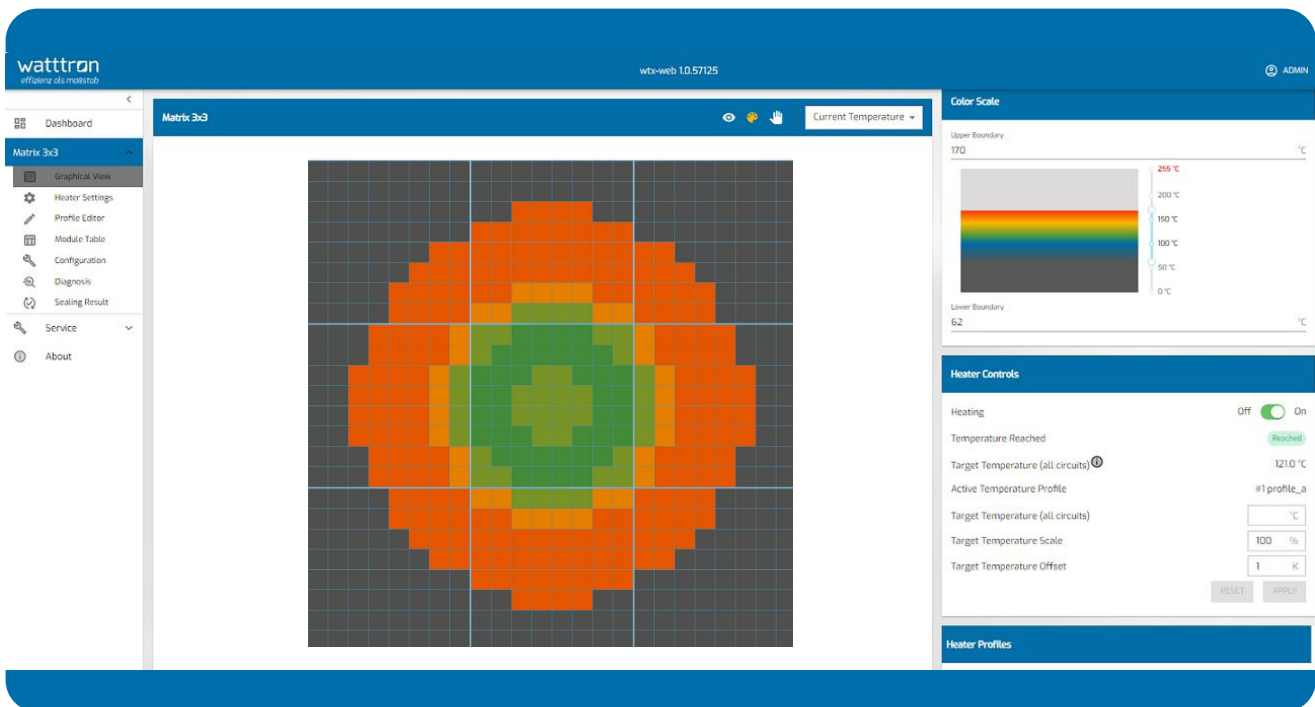 watttron
effizienz als maßstab
wtx-web 1.0.57125
ADMIN
Dashboard
Matrix 3x3
Graphical View
Heater Settings
Profile Editor
Module Table
Configuration
Diagnosis
Sealing Result
Service
About
Matrix 3x3
Current Temperature
Color Scale
Upper Boundary
170 °C
255 °C
200 °C
150 °C
100 °C
50 °C
0 °C
Lower Boundary
62 °C
Heater Controls
Heating Off On
Temperature Reached Reached
Target Temperature (all circuits) 121.0 °C
Active Temperature Profile #1 profile_a
Target Temperature (all circuits) °C
Target Temperature Scale 100 %
Target Temperature Offset 1 K
RESET APPLY
Heater Profiles